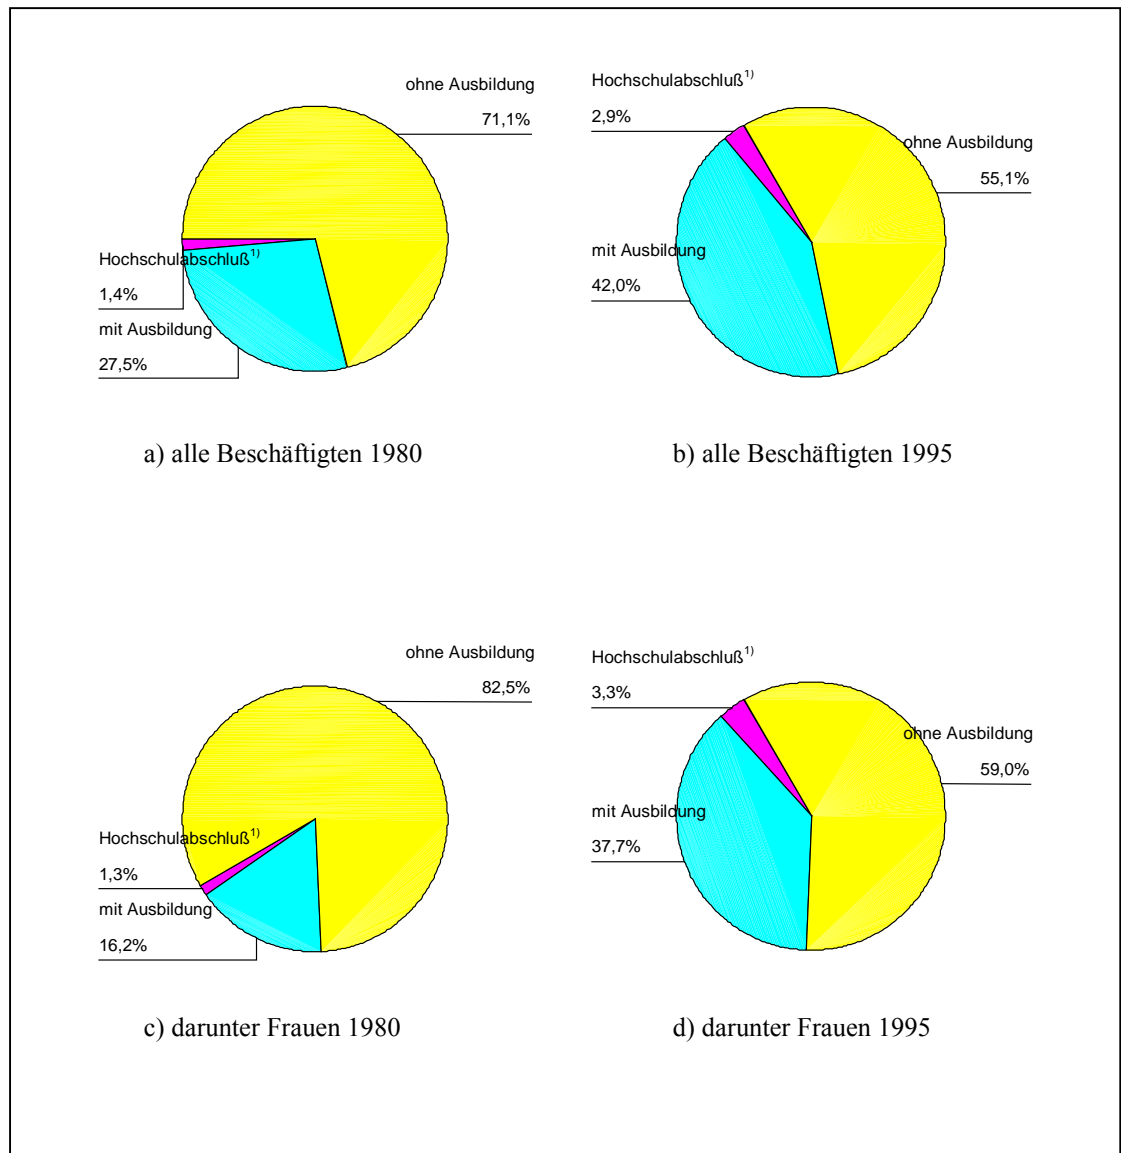 ohne Ausbildung
71,1%
Hochschulabschluß1)
1,4%
mit Ausbildung
27,5%
a) alle Beschäftigten 1980
Hochschulabschluß1)
2,9%
ohne Ausbildung
55,1%
mit Ausbildung
42,0%
b) alle Beschäftigten 1995
ohne Ausbildung
82,5%
Hochschulabschluß1)
1,3%
mit Ausbildung
16,2%
c) darunter Frauen 1980
Hochschulabschluß1)
3,3%
ohne Ausbildung
59,0%
mit Ausbildung
37,7%
d) darunter Frauen 1995